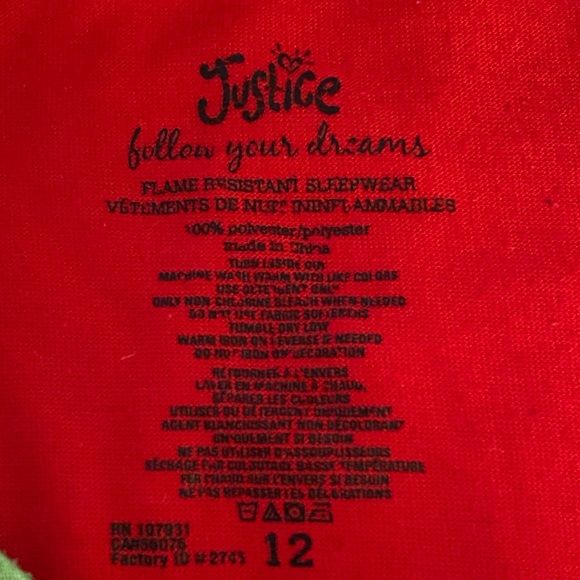 Justice
follow your dreams
FLAME RESISTANT SLEEPWEAR
VÊTEMENTS DE NUIT ININFLAMMABLES
100% polyester/polyester
made in China
TURN INSIDE OUT
MACHINE WASH WARM WITH LIKE COLORS
USE DETERGENT ONLY
ONLY NON-CHLORINE BLEACH WHEN NEEDED
DO NOT USE FABRIC SOFTENERS
TUMBLE DRY LOW
WARM IRON ON REVERSE IF NEEDED
DO NOT IRON ON DECORATION
RETOURNER À L'ENVERS
LAVER EN MACHINE À CHAUD,
SÉPARER LES COULEURS
UTILISER DU DÉTERGENT UNIQUEMENT
AGENT BLANCHISSANT NON DÉCOLORANT
UNIQUEMENT SI BESOIN
NE PAS UTILISER D'ASSOUPLISSEURS
SÉCHAGE PAR CULBUTAGE BASSE TEMPÉRATURE
FER CHAUD SUR L'ENVERS SI BESOIN
NE PAS REPASSER LES DÉCORATIONS
RN 107931
Factory ID #2743 12